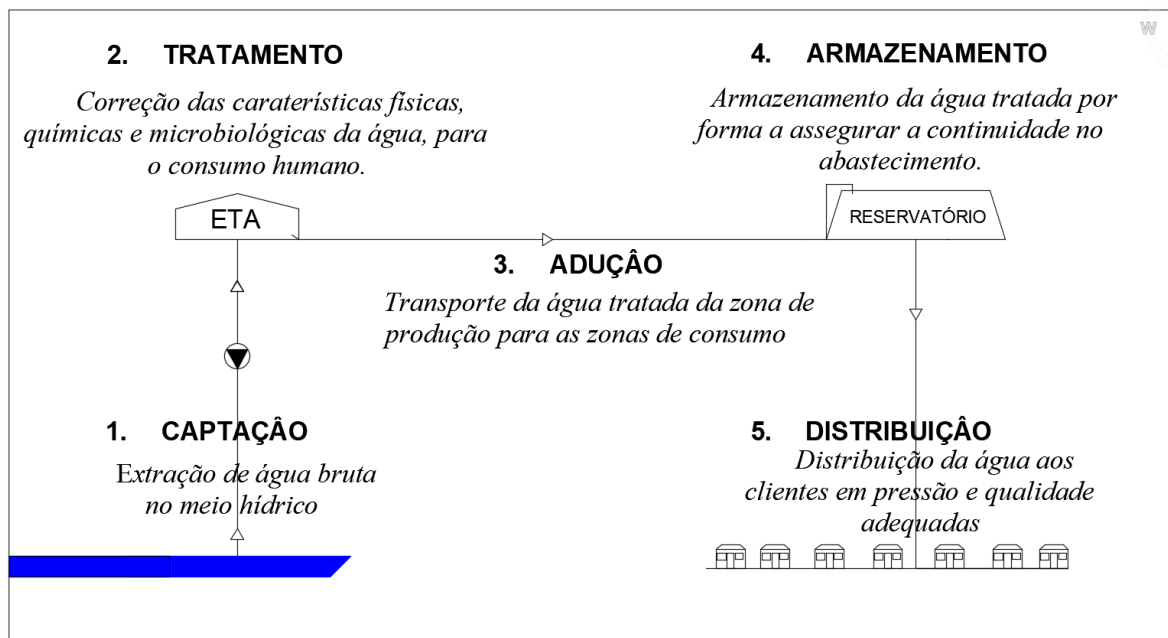 2. TRATAMENTO
Correção das caraterísticas físicas,
químicas e microbiológicas da água, para
o consumo humano.
ETA
4. ARMAZENAMENTO
Armazenamento da água tratada por
forma a assegurar a continuidade no
abastecimento.
RESERVATÓRIO
3. ADUÇÂO
Transporte da água tratada da zona de
produção para as zonas de consumo
1. CAPTAÇÂO
Extração de água bruta
no meio hídrico
5. DISTRIBUIÇÂO
Distribuição da água aos
clientes em pressão e qualidade
adequadas
W